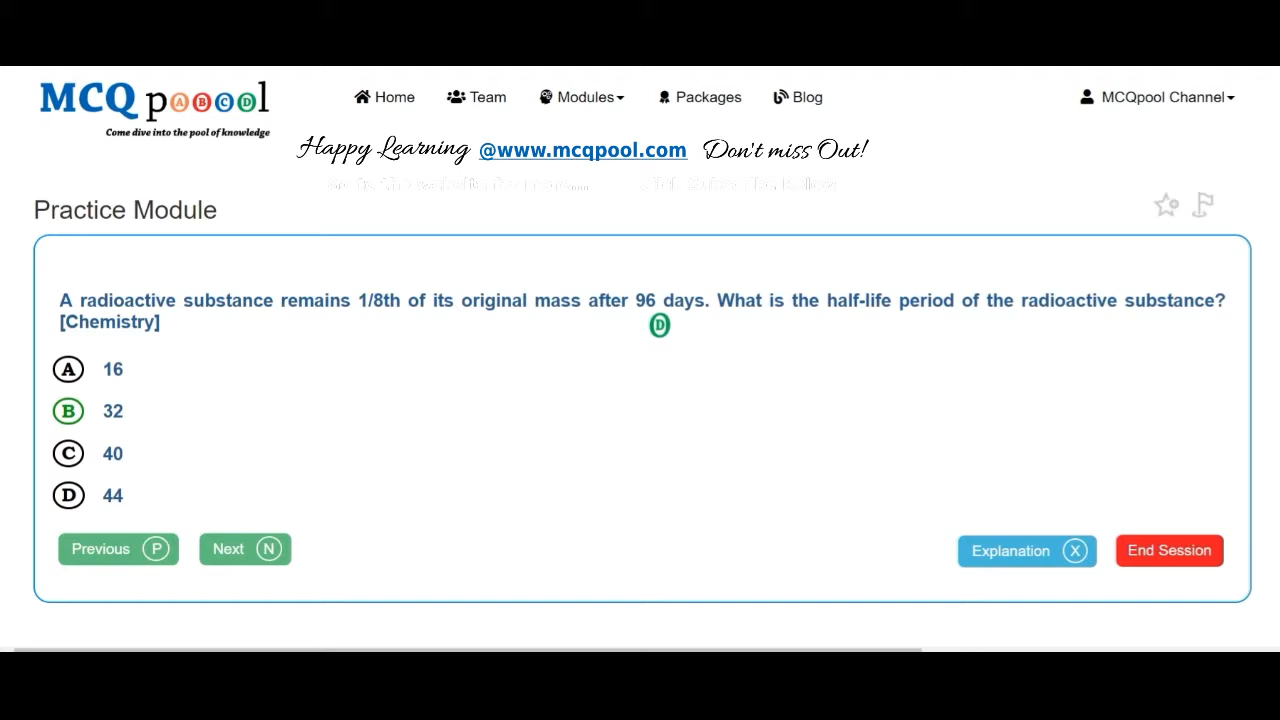 MCQ pooool
Come dive into the pool of knowledge
Home Team Modules Packages Blog MCQpool Channel
Happy Learning @www.mcqpool.com Don't miss Out!
Practice Module
A radioactive substance remains 1/8th of its original mass after 96 days. What is the half-life period of the radioactive substance?
[Chemistry]
D
A 16
B 32
C 40
D 44
Previous P Next N Explanation X End Session